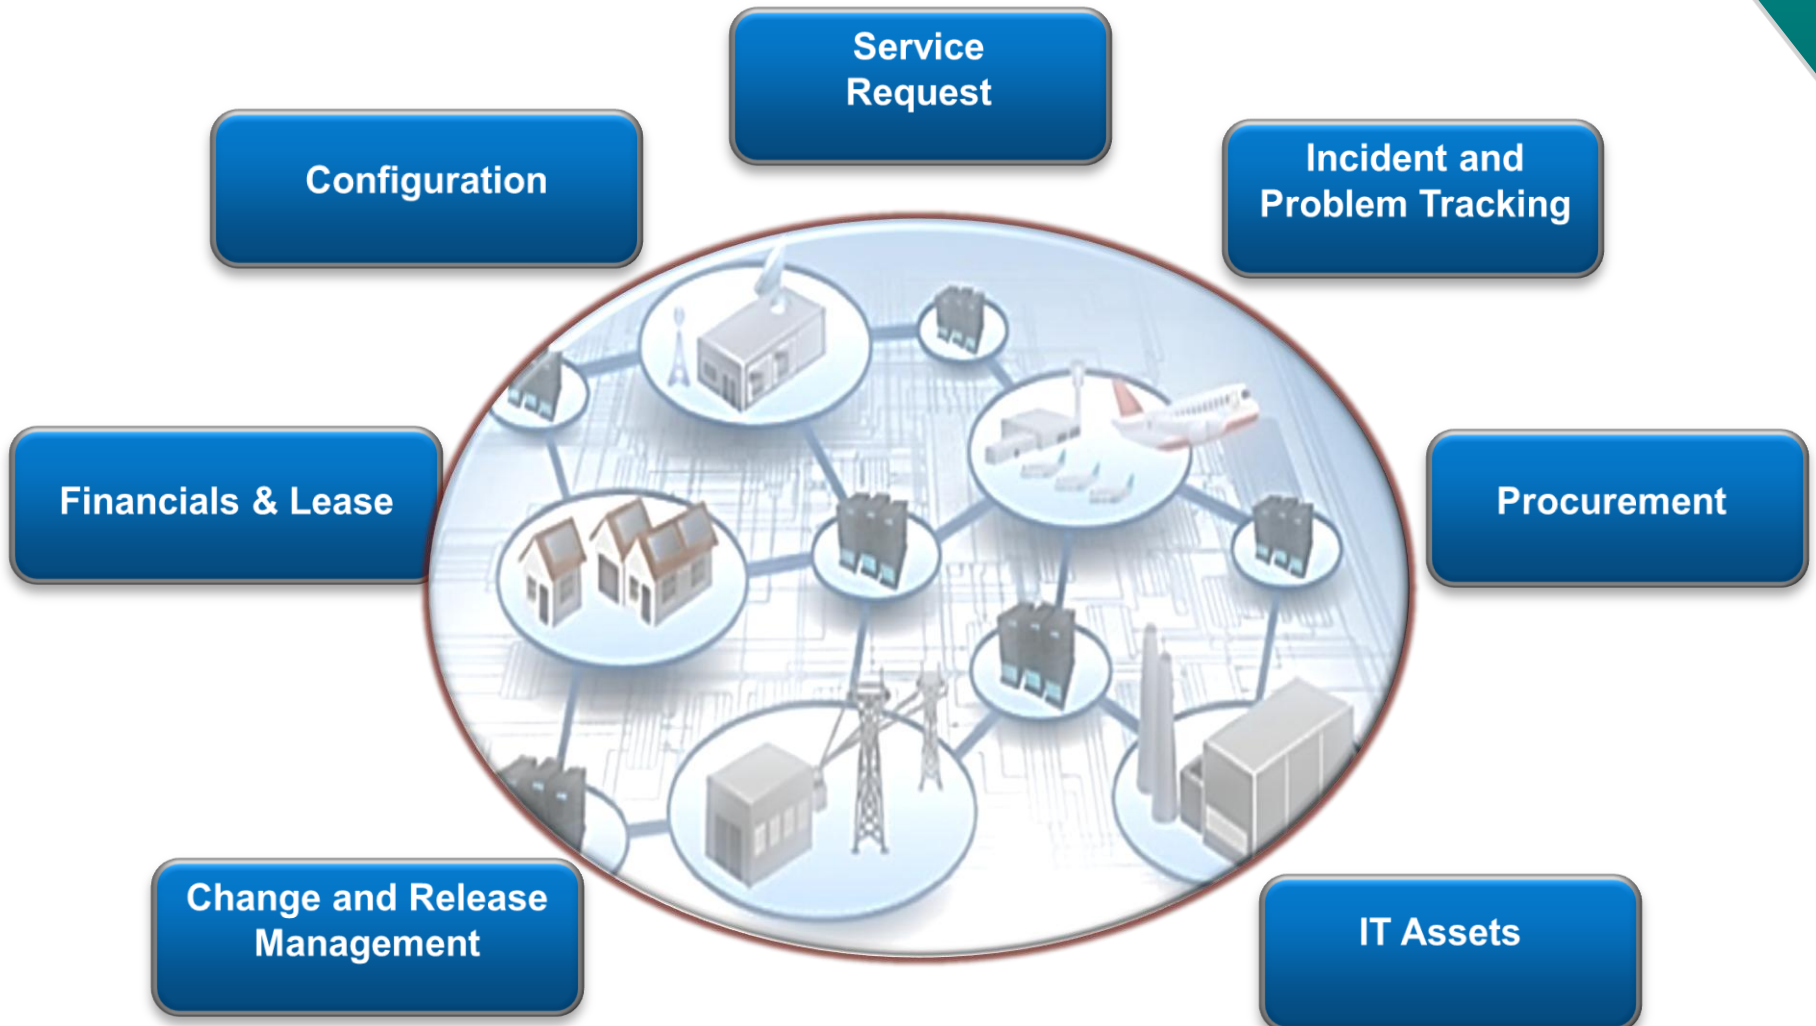 Service
Request
Configuration
Incident and
Problem Tracking
Financials & Lease
Procurement
Change and Release
Management
IT Assets